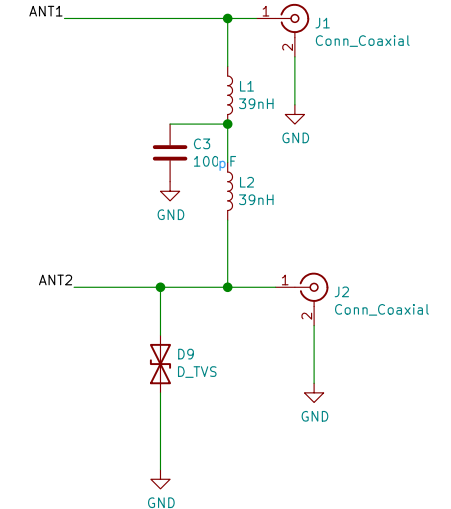 ANT1
1
J1
Conn_Coaxial
2
L1
39nH
GND
C3
100pF
L2
39nH
GND
ANT2
1
J2
Conn_Coaxial
2
D9
D_TVS
GND
GND